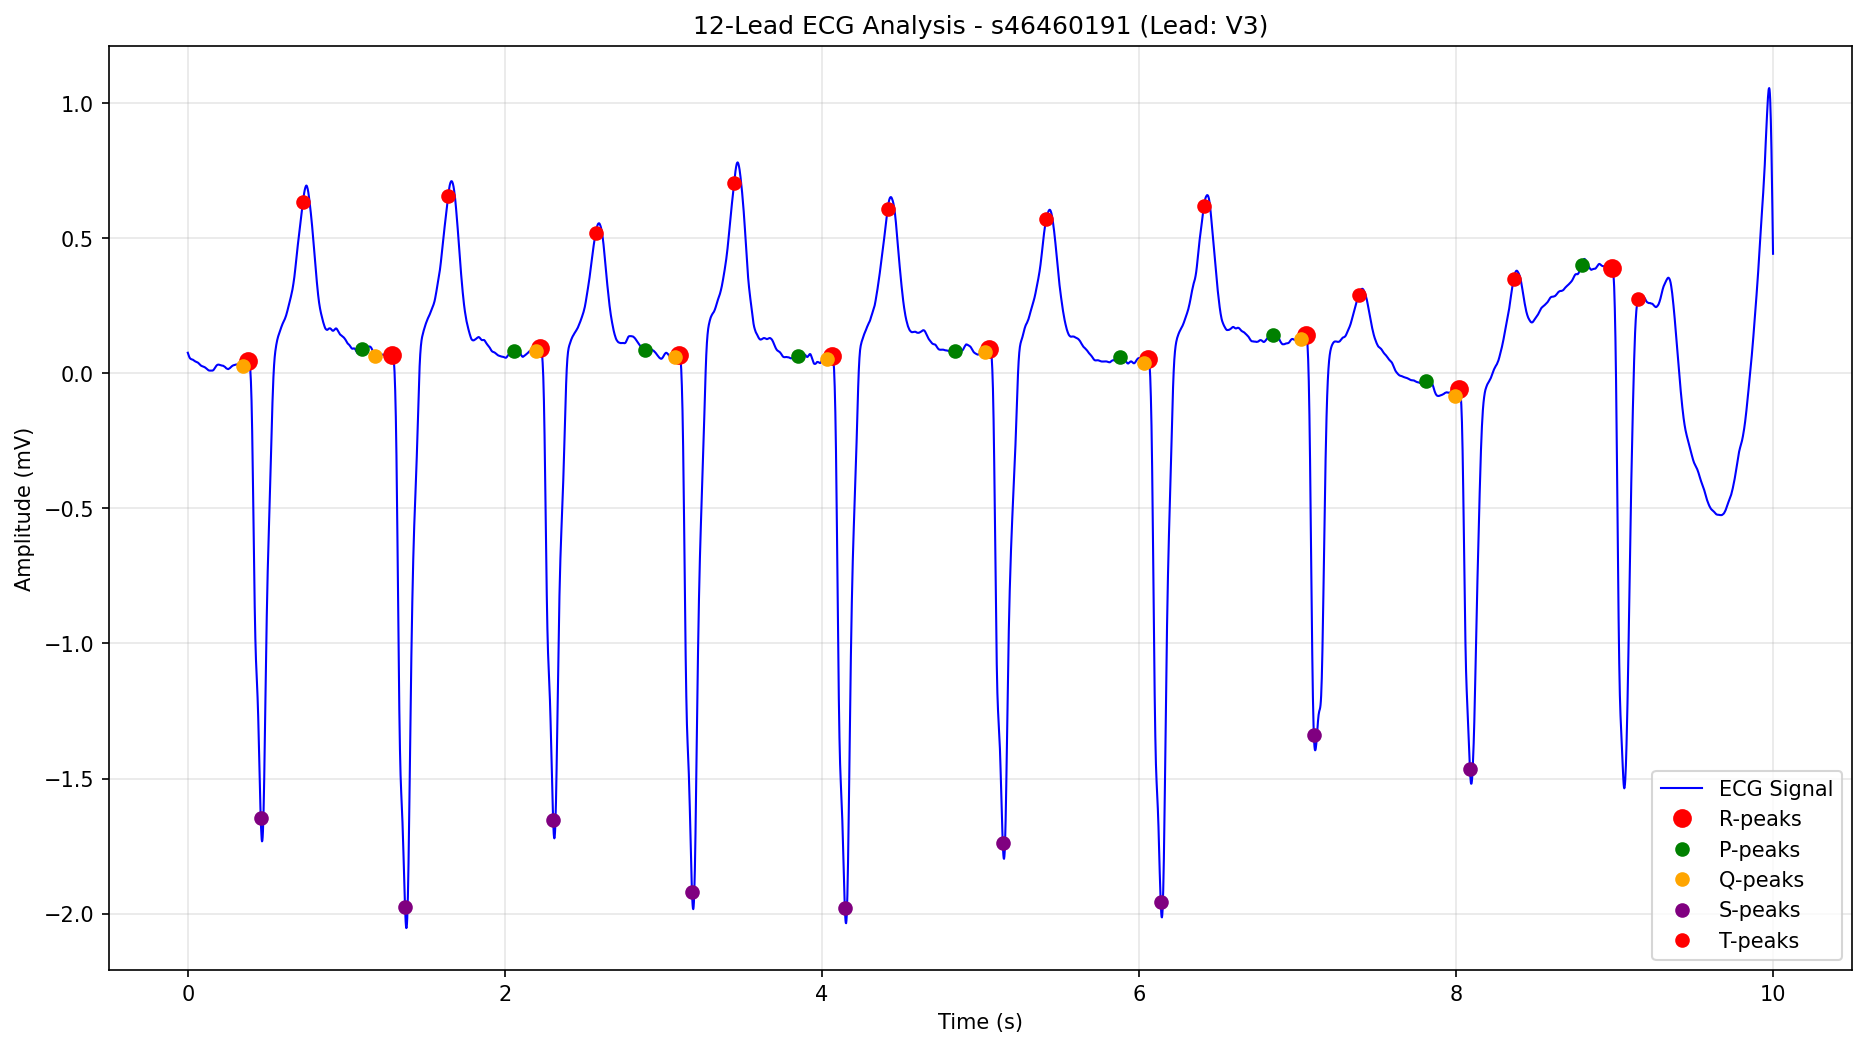 12-Lead ECG Analysis - s46460191 (Lead: V3)
1.0
0.5
0.0
−0.5
−1.0
−1.5
−2.0
Amplitude (mV)
ECG Signal
R-peaks
P-peaks
Q-peaks
S-peaks
T-peaks
0
2
4
6
8
10
Time (s)